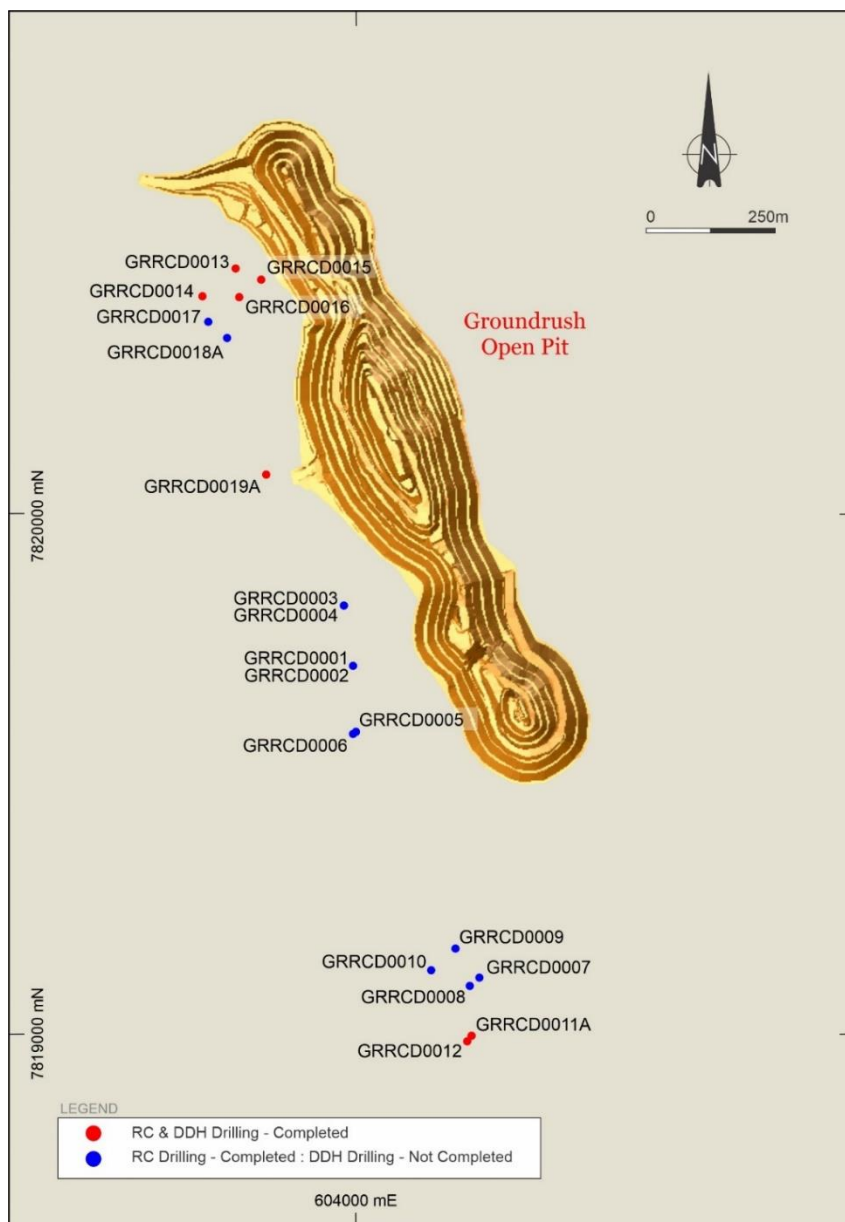 N
0 250m
GRRCD0013
GRRCD0015
GRRCD0014
GRRCD0016
GRRCD0017
GRRCD0018A
Groundrush
Open Pit
GRRCD0019A
7820000 mN
GRRCD0003
GRRCD0004
GRRCD0001
GRRCD0002
GRRCD0005
GRRCD0006
GRRCD0009
GRRCD0010
GRRCD0007
GRRCD0008
GRRCD0011A
GRRCD0012
7819000 mN
LEGEND
RC & DDH Drilling - Completed
RC Drilling - Completed : DDH Drilling - Not Completed
604000 mE